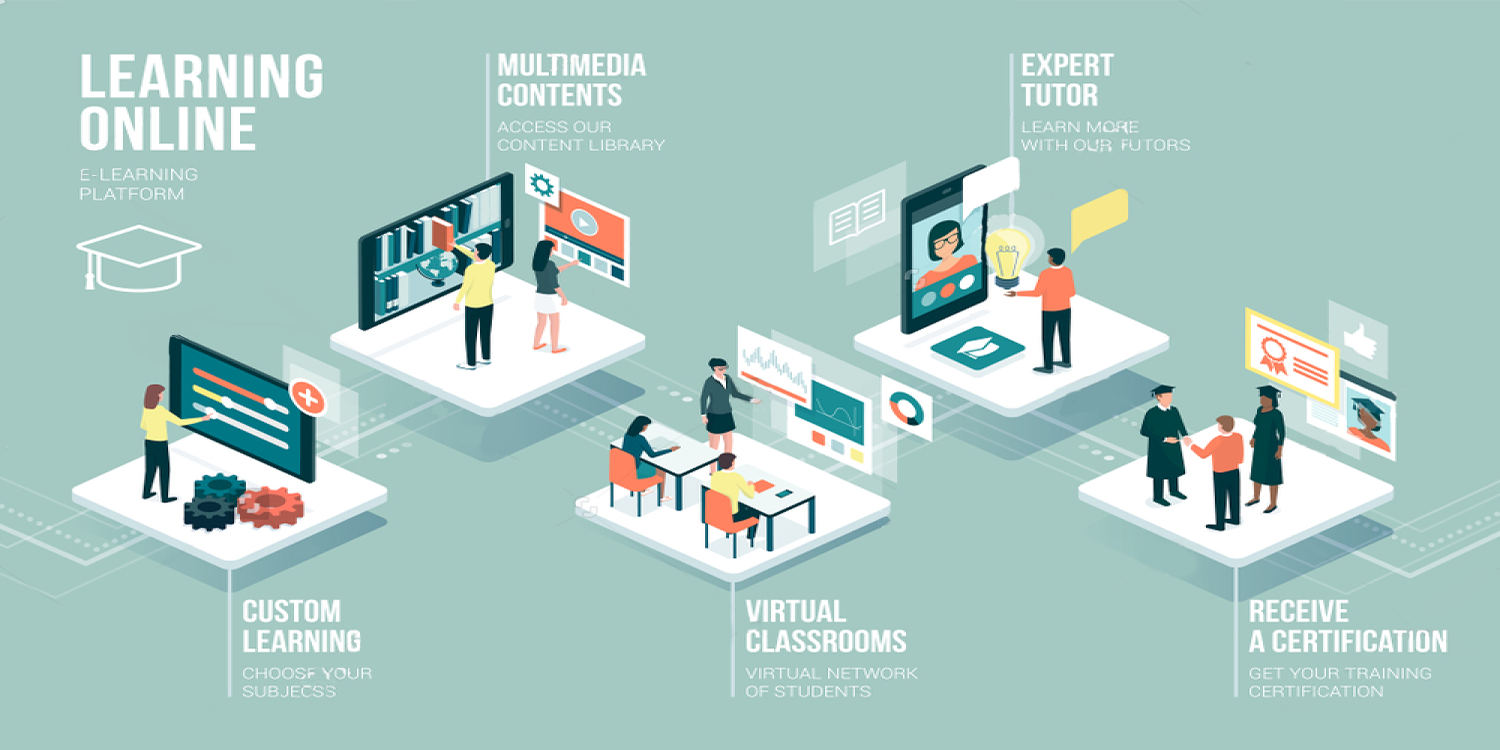 LEARNING
ONLINE
E-LEARNING
PLATFORM
MULTIMEDIA
CONTENTS
ACCESS OUR
CONTENT LIBRARY
EXPERT
TUTOR
LEARN MORE
WITH OUR TUTORS
CUSTOM
LEARNING
CHOOSE YOUR
SUBJECSS
VIRTUAL
CLASSROOMS
VIRTUAL NETWORK
OF STUDENTS
RECEIVE
A CERTIFICATION
GET YOUR TRAINING
CERTIFICATION